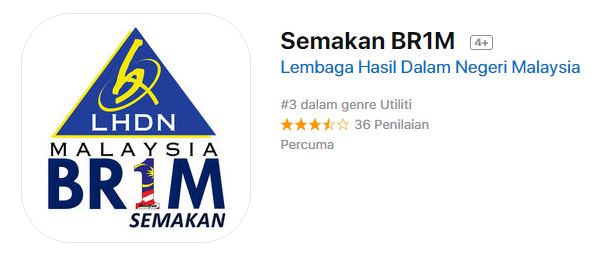 LHDN
MALAYSIA
BR1M
SEMAKAN
Semakan BR1M 4+
Lembaga Hasil Dalam Negeri Malaysia
#3 dalam genre Utiliti
★★★⯪☆ 36 Penilaian
Percuma